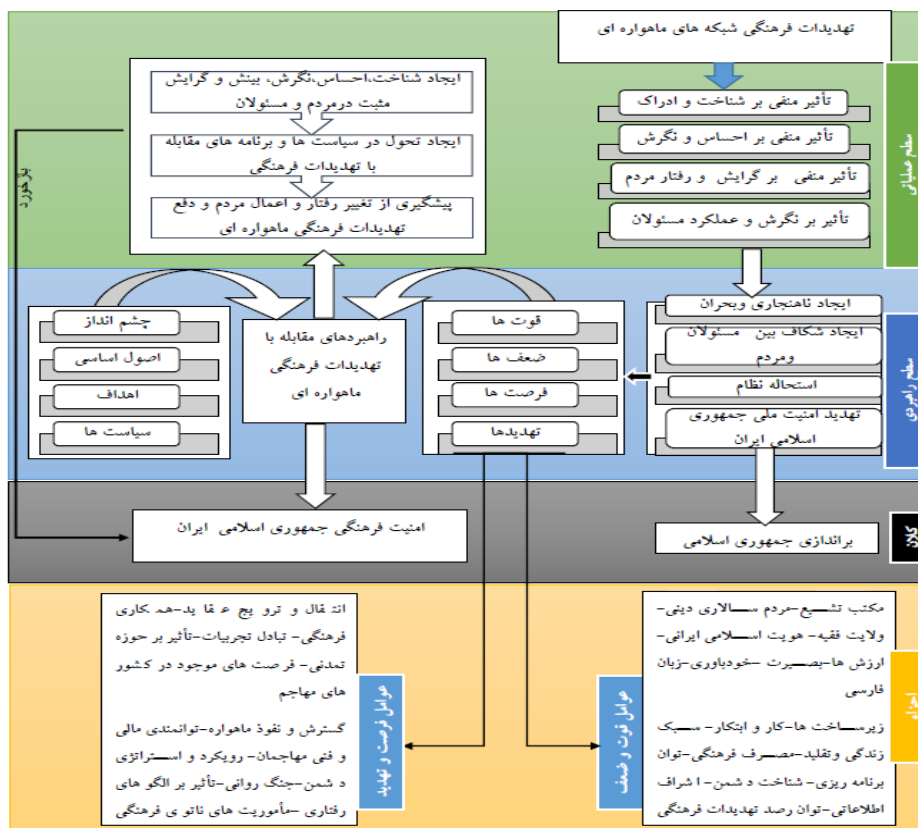 تهدیدات فرهنگی شبکه های ماهواره ای
سطح عملیاتی
تأثیر منفی بر شناخت و ادراک
تأثیر منفی بر احساس و نگرش
تأثیر منفی بر گرایش و رفتار مردم
تأثیر بر نگرش و عملکرد مسئولان
ایجاد شناخت،احساس،نگرش، بینش و گرایش
مثبت درمردم و مسئولان
ایجاد تحول در سیاست ها و برنامه های مقابله
با تهدیدات فرهنگی
پیشگیری از تغییر رفتار و اعمال مردم و دفع
تهدیدات فرهنگی ماهواره ای
برخورد
سطح راهبردی
ایجاد ناهنجاری وبحران
ایجاد شکاف بین مسئولان
ومردم
استحاله نظام
تهدید امنیت ملی جمهوری
اسلامی ایران
قوت ها
ضعف ها
فرصت ها
تهدیدها
راهبردهای مقابله با
تهدیدات فرهنگی
ماهواره ای
چشم انداز
اصول اساسی
اهداف
سیاست ها
کلان
براندازی جمهوری اسلامی
امنیت فرهنگی جمهوری اسلامی ایران
اجزاء
مکتب تشیع-مردم سالاری دینی-
ولایت فقیه- هویت اسلامی ایرانی-
ارزش ها-بصیرت -خودباوری-زبان
فارسی
زیرساخت ها-کار و ابتکار- سبک
زندگی وتقلید-مصرف فرهنگی-توان
برنامه ریزی- شناخت دشمن- اشراف
اطلاعاتی-توان رصد تهدیدات فرهنگی
عوامل قوت و ضعف
انتقال و ترویج عقاید-همکاری
فرهنگی- تبادل تجربیات-تأثیر بر حوزه
تمدنی- فرصت های موجود در کشور
های مهاجم
گسترش و نفوذ ماهواره-توانمندی مالی
و فنی مهاجمان- رویکرد و استراتژی
دشمن-جنگ روانی-تأثیر بر الگو های
رفتاری -مأموریت های ناتو ی فرهنگی
عوامل فرصت و تهدید